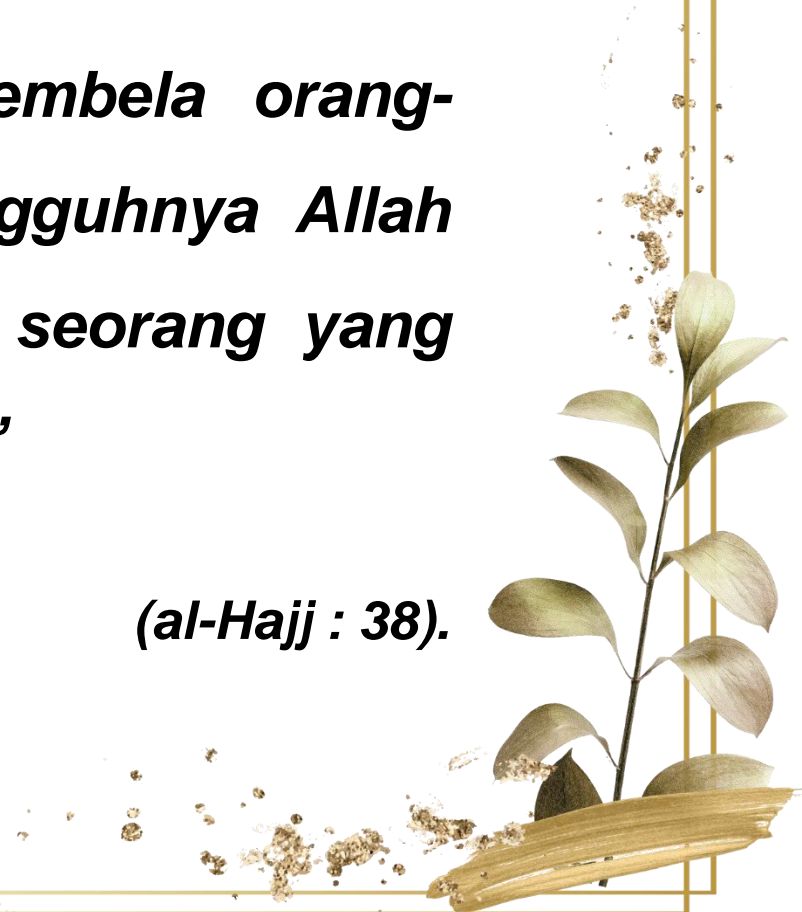 embela orang-
gguhnya Allah
seorang yang
,
(al-Hajj : 38).